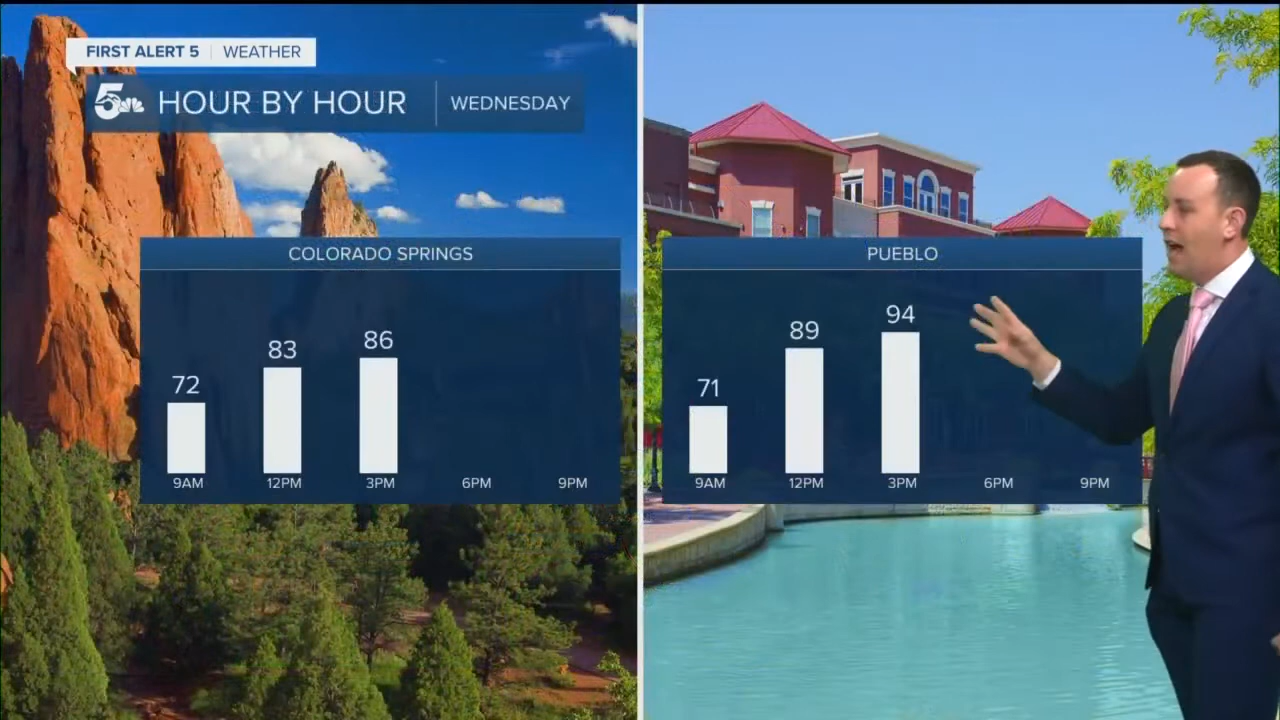 FIRST ALERT 5 | WEATHER
5 HOUR BY HOUR | WEDNESDAY
COLORADO SPRINGS
72 83 86
9AM 12PM 3PM 6PM 9PM
PUEBLO
71 89 94
9AM 12PM 3PM 6PM 9PM